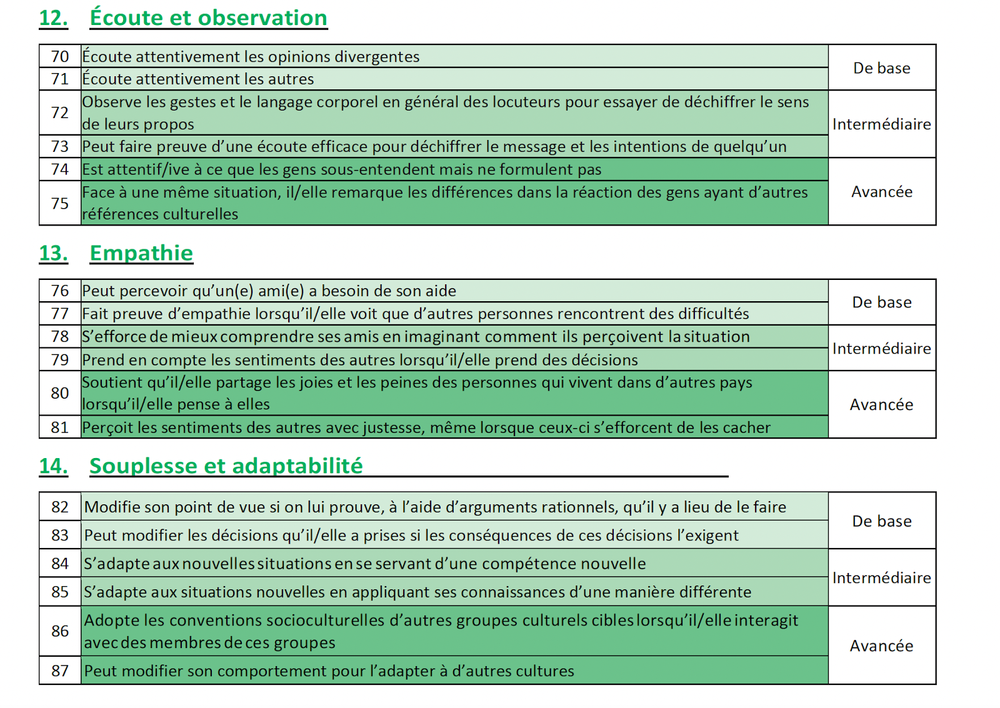 12. Écoute et observation
70 Écoute attentivement les opinions divergentes
De base
71 Écoute attentivement les autres
72 Observe les gestes et le langage corporel en général des locuteurs pour essayer de déchiffrer le sens
de leurs propos
Intermédiaire
73 Peut faire preuve d’une écoute efficace pour déchiffrer le message et les intentions de quelqu’un
74 Est attentif/ive à ce que les gens sous-entendent mais ne formulent pas
Avancée
75 Face à une même situation, il/elle remarque les différences dans la réaction des gens ayant d’autres
références culturelles
13. Empathie
76 Peut percevoir qu’un(e) ami(e) a besoin de son aide
De base
77 Fait preuve d’empathie lorsqu’il/elle voit que d’autres personnes rencontrent des difficultés
78 S’efforce de mieux comprendre ses amis en imaginant comment ils perçoivent la situation
Intermédiaire
79 Prend en compte les sentiments des autres lorsqu’il/elle prend des décisions
80 Soutient qu’il/elle partage les joies et les peines des personnes qui vivent dans d’autres pays
lorsqu’il/elle pense à elles
Avancée
81 Perçoit les sentiments des autres avec justesse, même lorsque ceux-ci s’efforcent de les cacher
14. Souplesse et adaptabilité
82 Modifie son point de vue si on lui prouve, à l’aide d’arguments rationnels, qu’il y a lieu de le faire
De base
83 Peut modifier les décisions qu’il/elle a prises si les conséquences de ces décisions l’exigent
84 S’adapte aux nouvelles situations en se servant d’une compétence nouvelle
Intermédiaire
85 S’adapte aux situations nouvelles en appliquant ses connaissances d’une manière différente
86 Adopte les conventions socioculturelles d’autres groupes culturels cibles lorsqu’il/elle interagit
avec des membres de ces groupes
Avancée
87 Peut modifier son comportement pour l’adapter à d’autres cultures